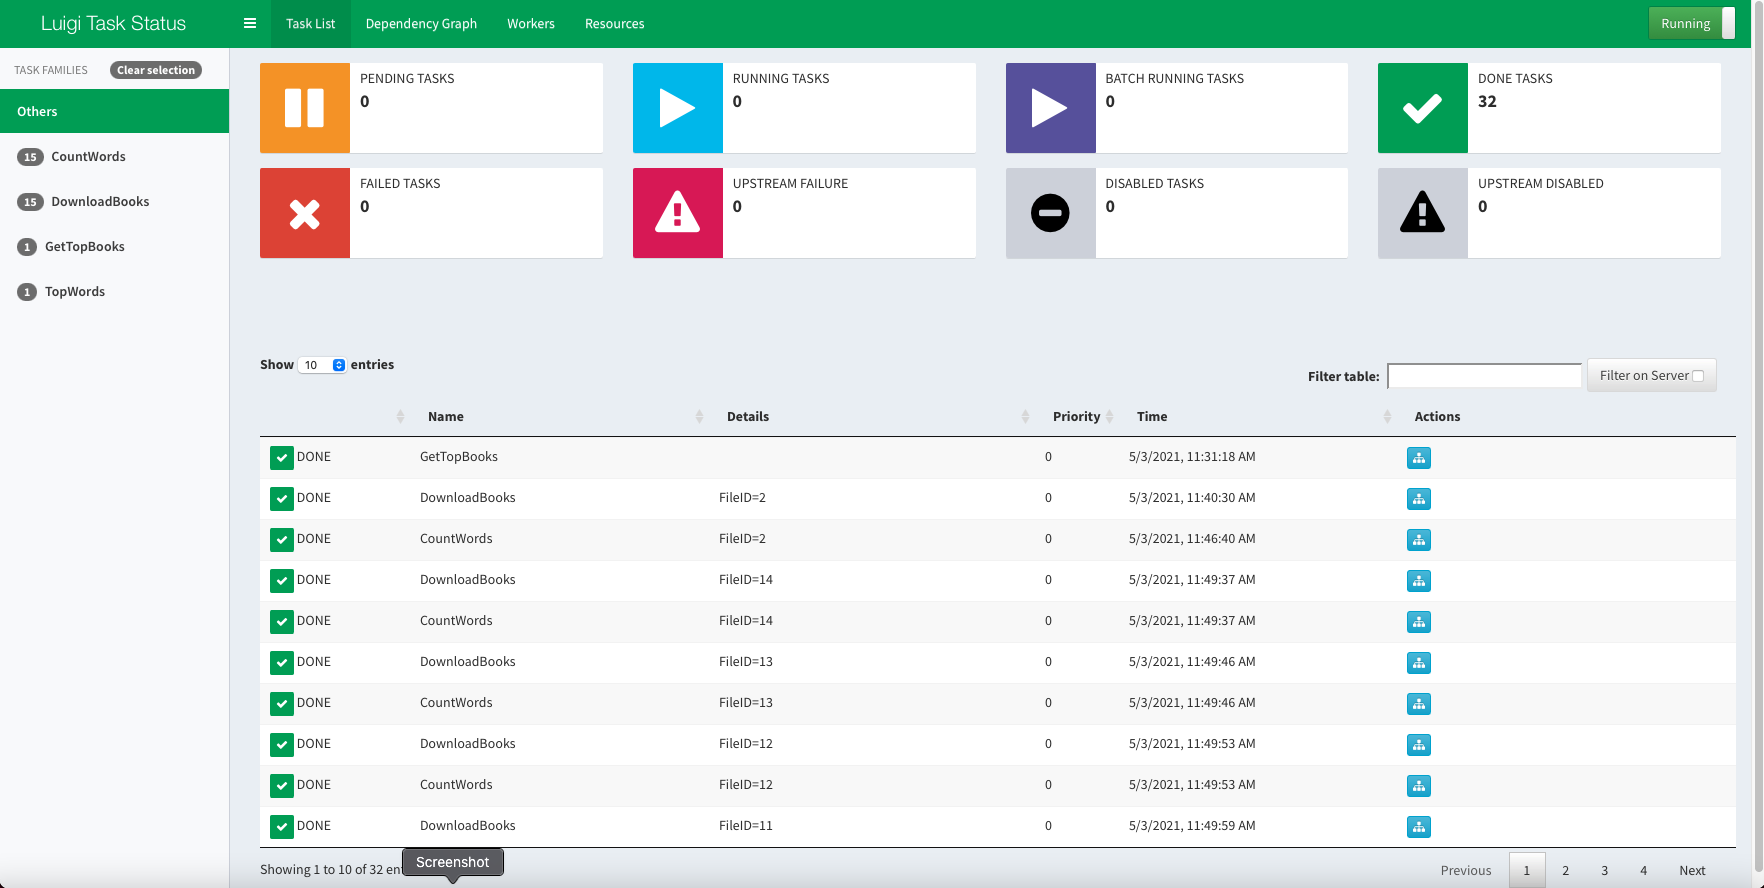 Luigi Task Status
Task List Dependency Graph Workers Resources Running
TASK FAMILIES Clear selection
Others
15 CountWords
15 DownloadBooks
1 GetTopBooks
1 TopWords
PENDING TASKS
0
RUNNING TASKS
0
BATCH RUNNING TASKS
0
DONE TASKS
32
FAILED TASKS
0
UPSTREAM FAILURE
0
DISABLED TASKS
0
UPSTREAM DISABLED
0
Show 10 entries
Filter table: Filter on Server
Name Details Priority Time Actions
DONE GetTopBooks 0 5/3/2021, 11:31:18 AM
DONE DownloadBooks FileID=2 0 5/3/2021, 11:40:30 AM
DONE CountWords FileID=2 0 5/3/2021, 11:46:40 AM
DONE DownloadBooks FileID=14 0 5/3/2021, 11:49:37 AM
DONE CountWords FileID=14 0 5/3/2021, 11:49:37 AM
DONE DownloadBooks FileID=13 0 5/3/2021, 11:49:46 AM
DONE CountWords FileID=13 0 5/3/2021, 11:49:46 AM
DONE DownloadBooks FileID=12 0 5/3/2021, 11:49:53 AM
DONE CountWords FileID=12 0 5/3/2021, 11:49:53 AM
DONE DownloadBooks FileID=11 0 5/3/2021, 11:49:59 AM
Showing 1 to 10 of 32 en
Screenshot
Previous 1 2 3 4 Next